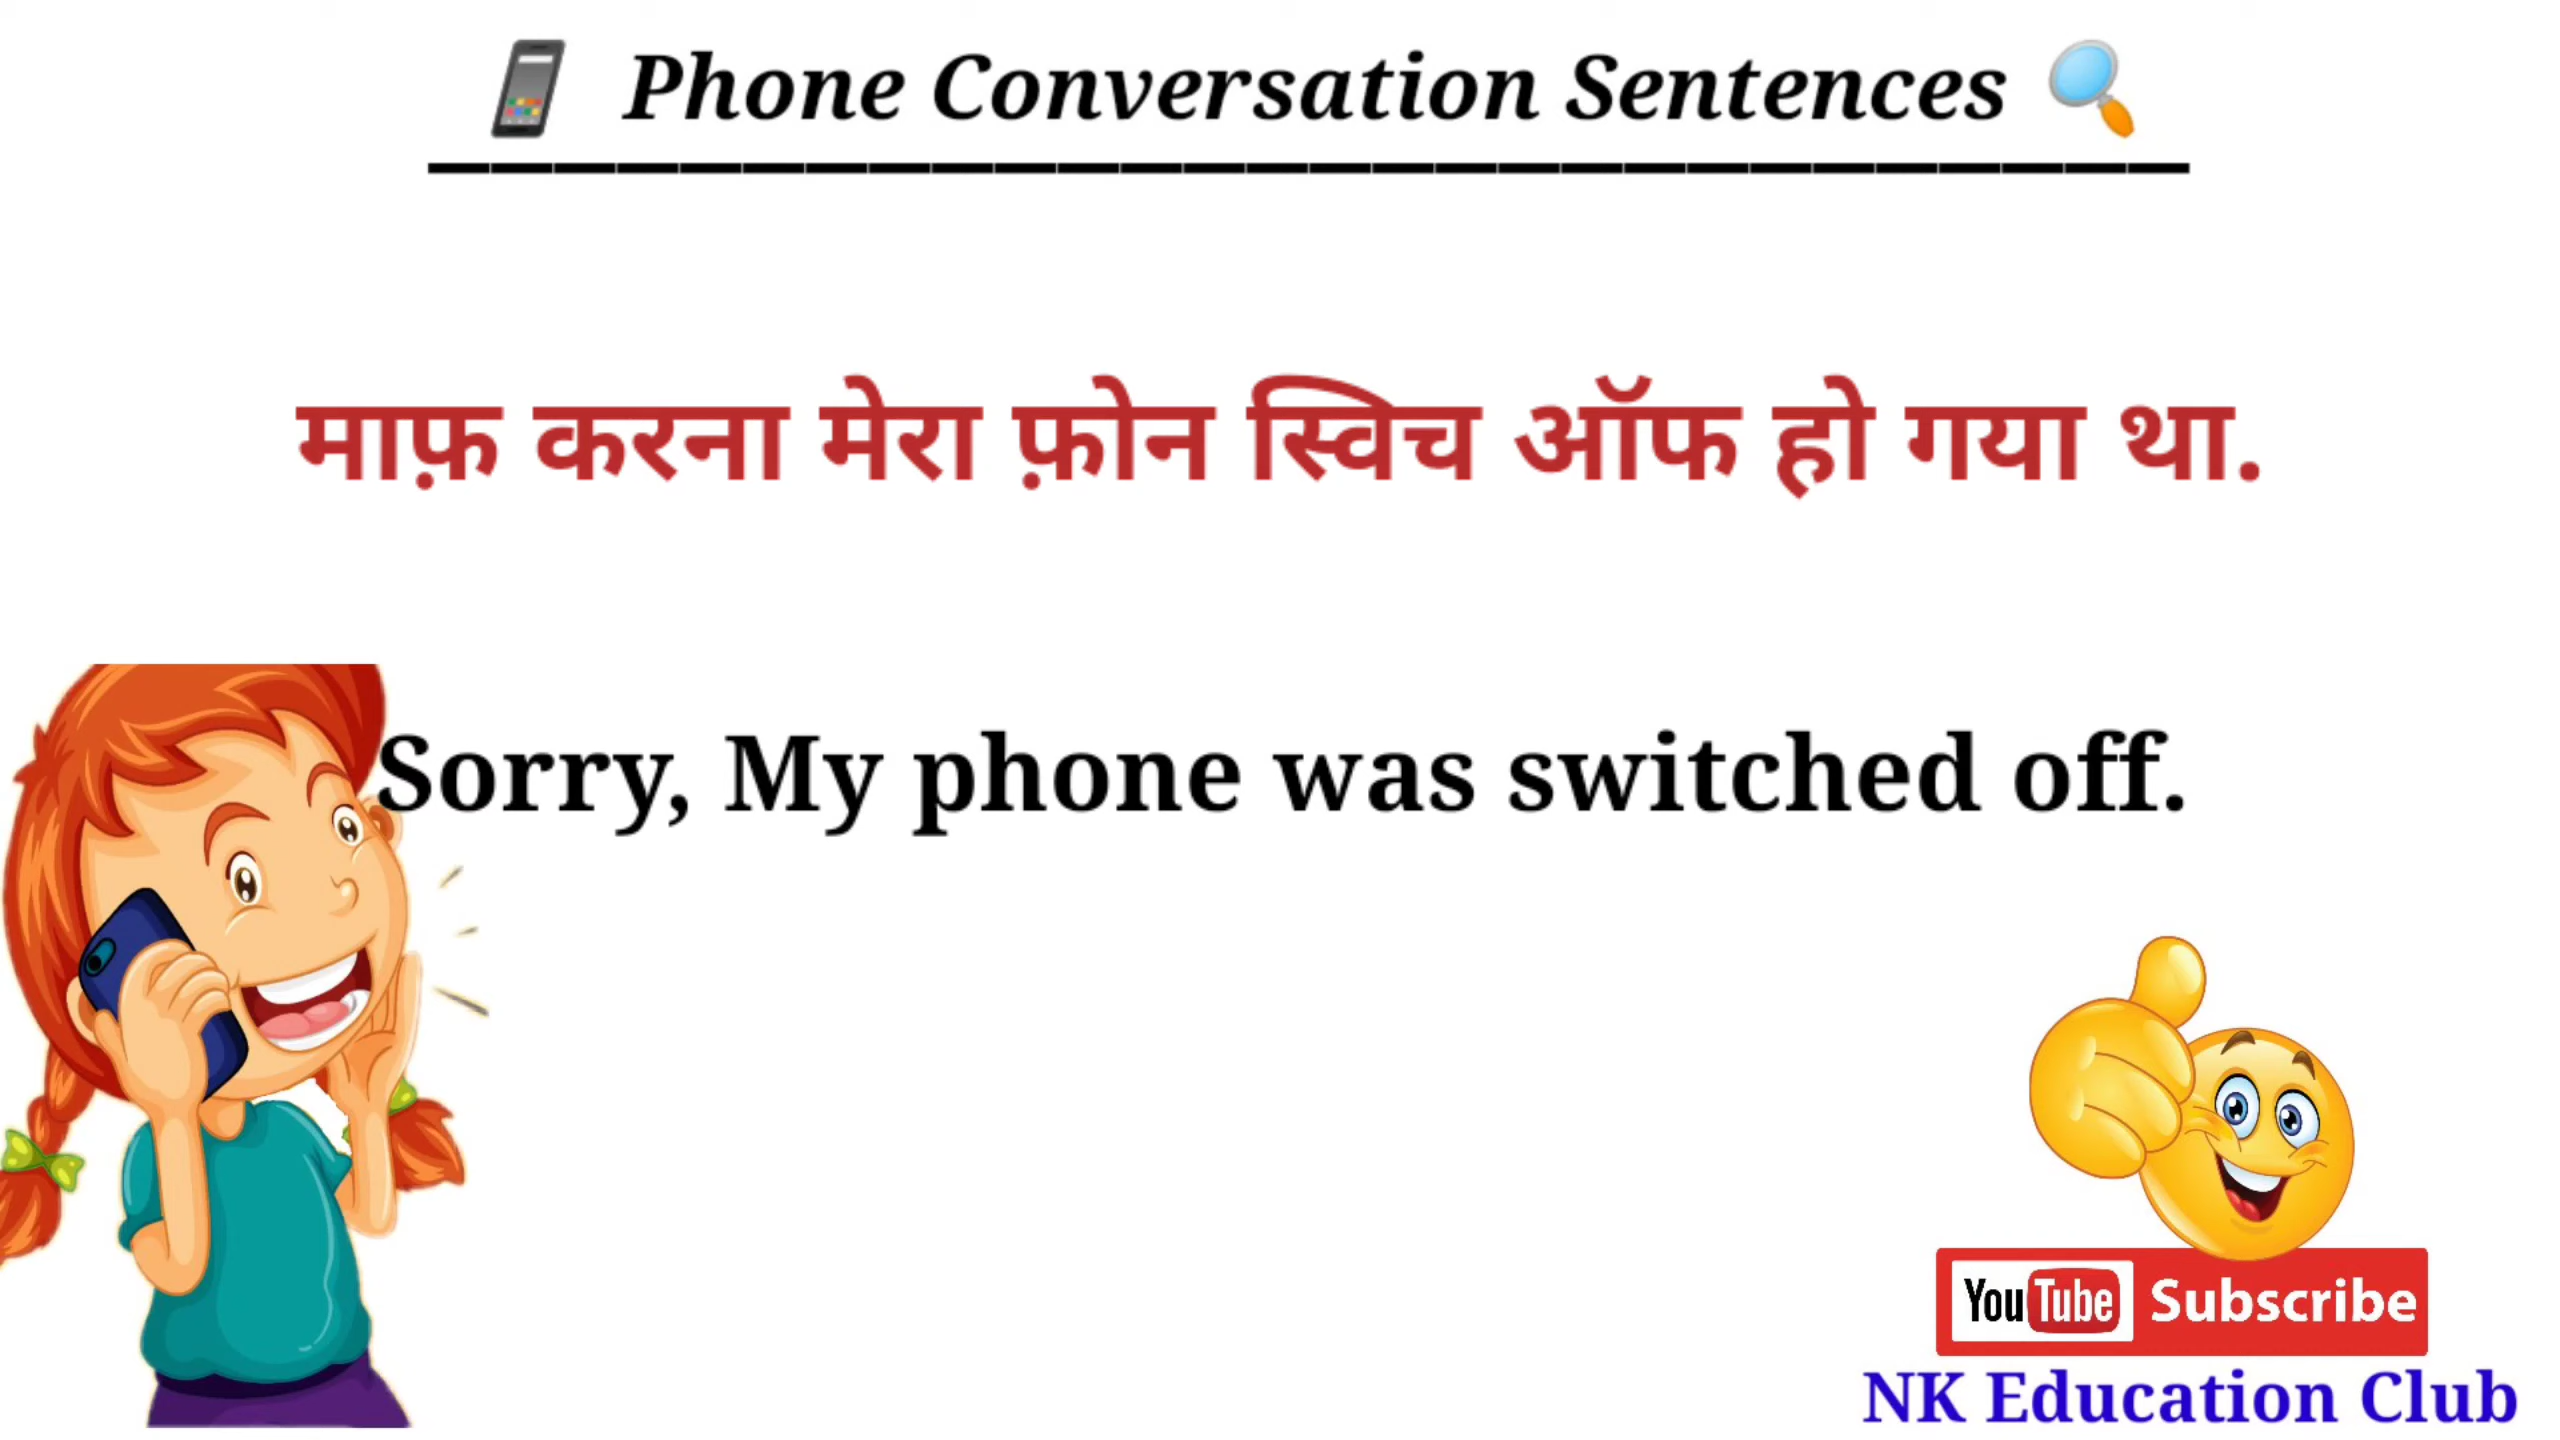 Phone Conversation Sentences
माफ़ करना मेरा फ़ोन स्विच ऑफ हो गया था.
Sorry, My phone was switched off.
YouTube Subscribe
NK Education Club